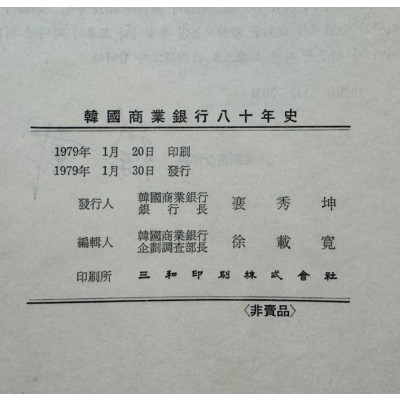 韓國商業銀行八十年史
1979年 1月 20日 印刷
1979年 1月 30日 發行
發行人 韓國商業銀行 銀行長 裵秀坤
編輯人 韓國商業銀行 企劃調査部長 徐載寬
印刷所 三和印刷株式會社
〈非賣品〉